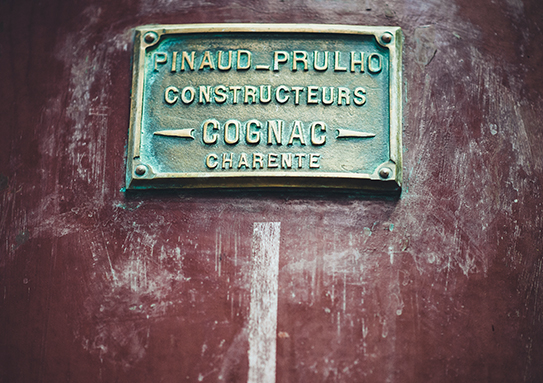 PINAUD_PRULHO
CONSTRUCTEURS
COGNAC
CHARENTE